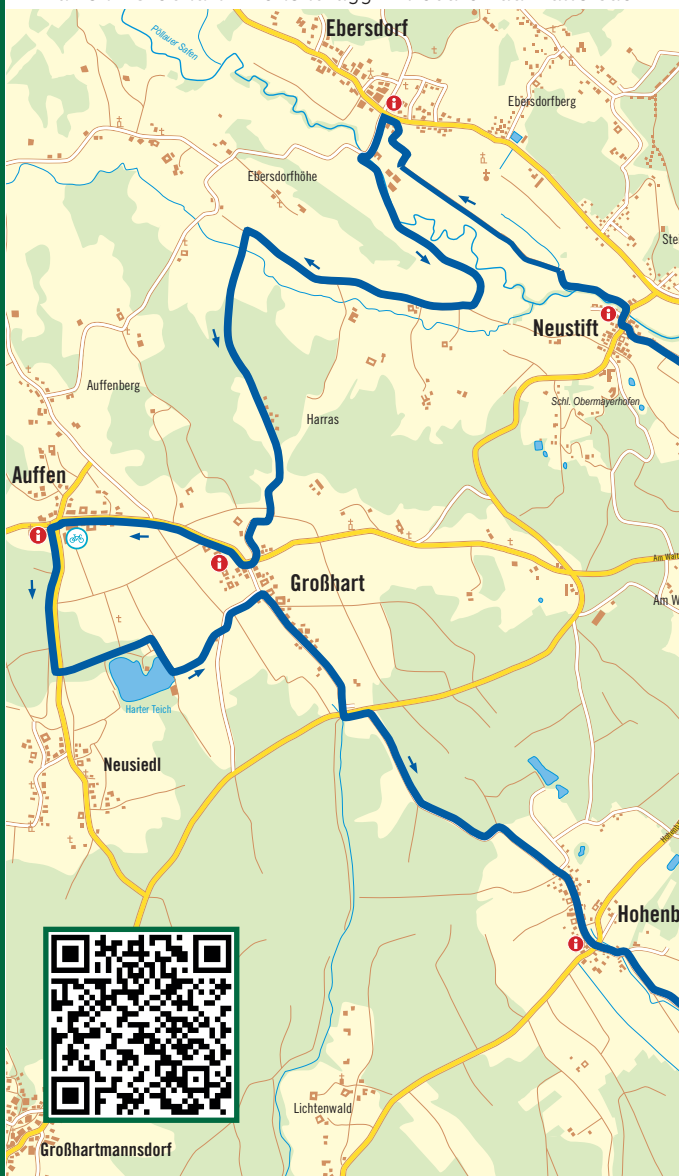 Ebersdorf
Pöllauer Safen
Ebersdorfberg
Ebersdorfhöhe
Ste
Neustift
Schl. Obermayerhofen
Auffenberg
Harras
Auffen
Großhart
Am Walt
Am W
Harter Teich
Neusiedl
Hohenb
Hohenb
Lichtenwald
Großhartmannsdorf